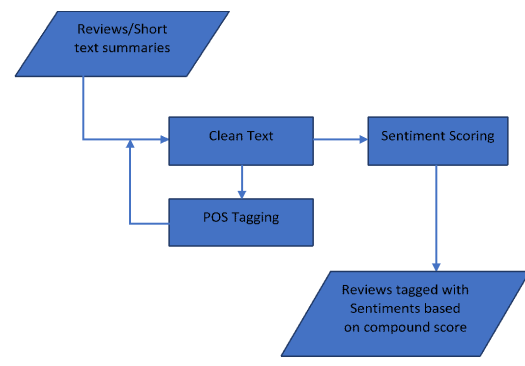 Reviews/Short
text summaries
Clean Text
Sentiment Scoring
POS Tagging
Reviews tagged with
Sentiments based
on compound score